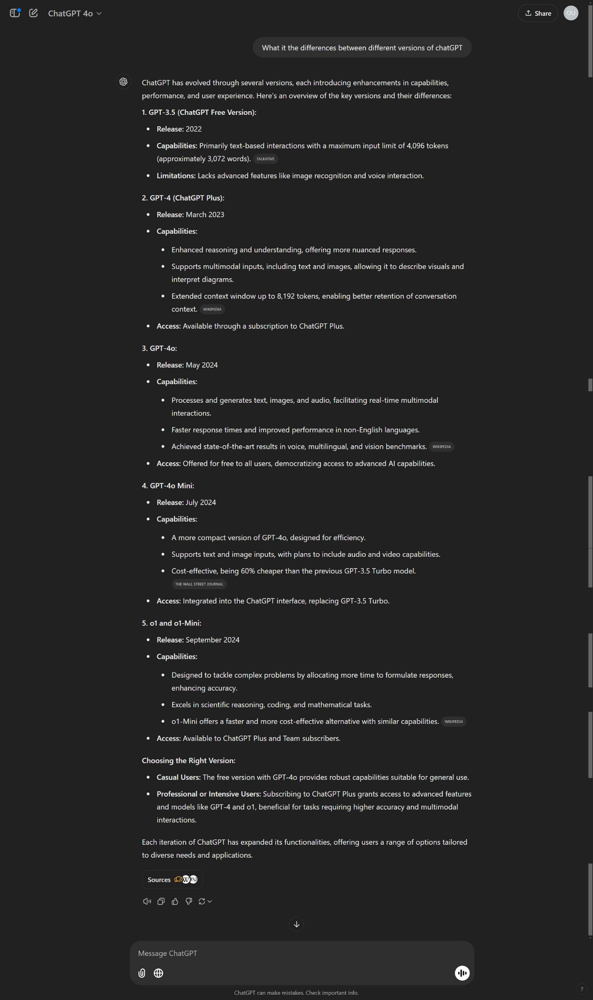 ChatGPT 4o
Share
OU
What it the differences between different versions of chatGPT
ChatGPT has evolved through several versions, each introducing enhancements in capabilities,
performance, and user experience. Here's an overview of the key versions and their differences:
1. GPT-3.5 (ChatGPT Free Version):
• Release: 2022
• Capabilities: Primarily text-based interactions with a maximum input limit of 4,096 tokens
(approximately 3,072 words). TALKATIVE
• Limitations: Lacks advanced features like image recognition and voice interaction.
2. GPT-4 (ChatGPT Plus):
• Release: March 2023
• Capabilities:
• Enhanced reasoning and understanding, offering more nuanced responses.
• Supports multimodal inputs, including text and images, allowing it to describe visuals and
interpret diagrams.
• Extended context window up to 8,192 tokens, enabling better retention of conversation
context. WIKIPEDIA
• Access: Available through a subscription to ChatGPT Plus.
3. GPT-4o:
• Release: May 2024
• Capabilities:
• Processes and generates text, images, and audio, facilitating real-time multimodal
interactions.
• Faster response times and improved performance in non-English languages.
• Achieved state-of-the-art results in voice, multilingual, and vision benchmarks. WIKIPEDIA
• Access: Offered for free to all users, democratizing access to advanced AI capabilities.
4. GPT-4o Mini:
• Release: July 2024
• Capabilities:
• A more compact version of GPT-4o, designed for efficiency.
• Supports text and image inputs, with plans to include audio and video capabilities.
• Cost-effective, being 60% cheaper than the previous GPT-3.5 Turbo model.
THE WALL STREET JOURNAL
• Access: Integrated into the ChatGPT interface, replacing GPT-3.5 Turbo.
5. o1 and o1-Mini:
• Release: September 2024
• Capabilities:
• Designed to tackle complex problems by allocating more time to formulate responses,
enhancing accuracy.
• Excels in scientific reasoning, coding, and mathematical tasks.
• o1-Mini offers a faster and more cost-effective alternative with similar capabilities. WIKIPEDIA
• Access: Available to ChatGPT Plus and Team subscribers.
Choosing the Right Version:
• Casual Users: The free version with GPT-4o provides robust capabilities suitable for general use.
• Professional or Intensive Users: Subscribing to ChatGPT Plus grants access to advanced features
and models like GPT-4 and o1, beneficial for tasks requiring higher accuracy and multimodal
interactions.
Each iteration of ChatGPT has expanded its functionalities, offering users a range of options tailored
to diverse needs and applications.
Sources W WSJ
Message ChatGPT
ChatGPT can make mistakes. Check important info.
?